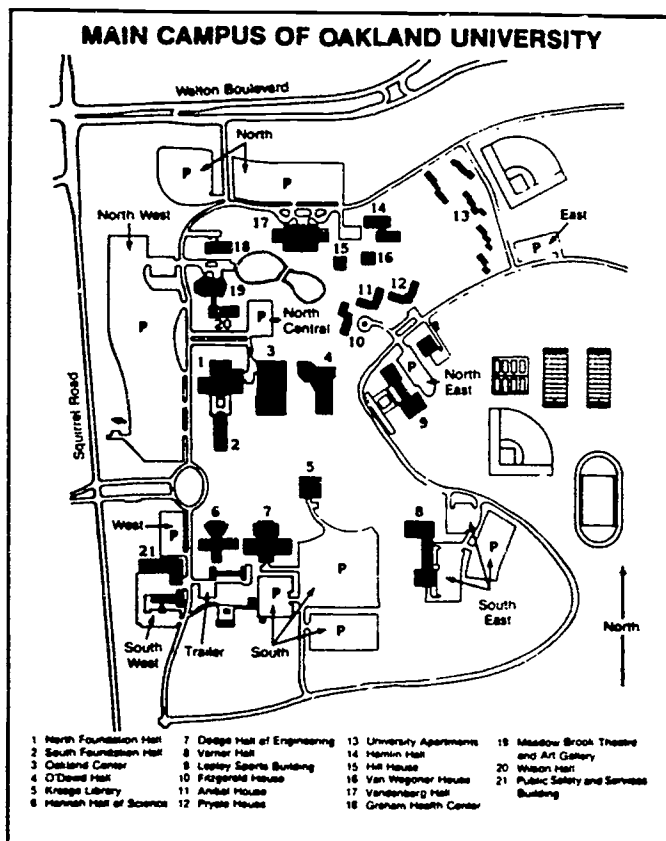 MAIN CAMPUS OF OAKLAND UNIVERSITY
Walton Boulevard
North
P
P
17
14
13
North West
East
P
15
16
18
19
11
12
20
P
North
Central
10
P
P
North
East
Squirrel Road
1
3
4
9
2
5
6
7
8
West
P
21
P
P
P
P
South
West
Trailer
South
South
East
North
1 North Foundation Hall
2 South Foundation Hall
3 Oakland Center
4 O'Dowd Hall
5 Kresge Library
6 Hannah Hall of Science
7 Dodge Hall of Engineering
8 Varner Hall
9 Lepley Sports Building
10 Fitzgerald House
11 Anibal House
12 Pryale House
13 University Apartments
14 Hamlin Hall
15 Hill House
16 Van Wagoner House
17 Vandenberg Hall
18 Graham Health Center
19 Meadow Brook Theatre
and Art Gallery
20 Wilson Hall
21 Public Safety and Services
Building